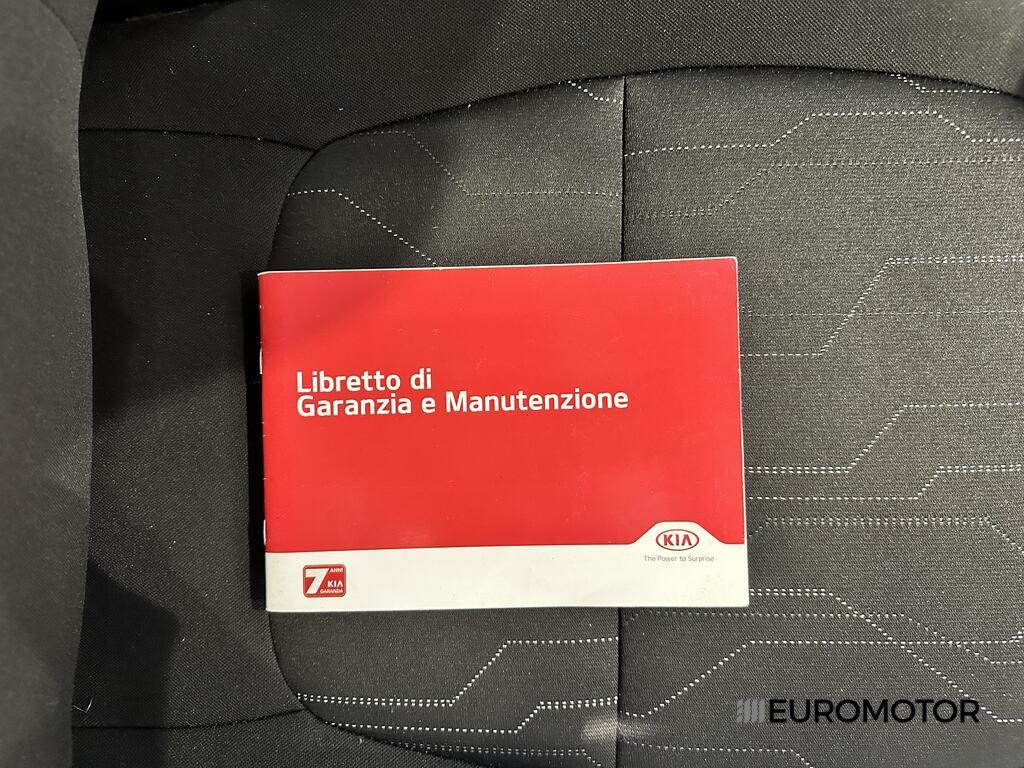 Libretto di
Garanzia e Manutenzione
KIA
The Power to Surprise
7 ANNI
KIA
GARANZIA
EUROMOTOR